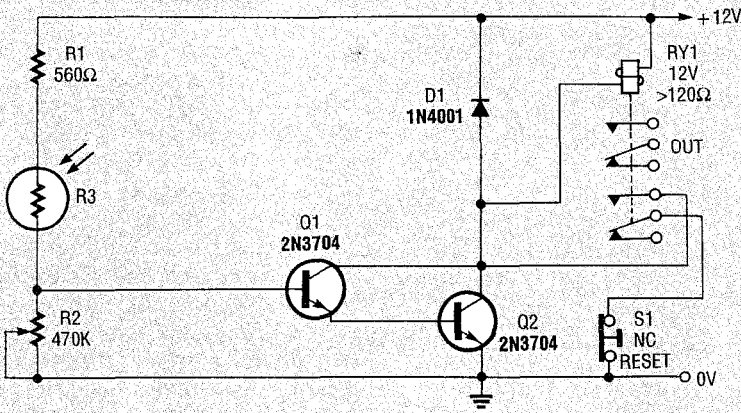 +12V
R1
560Ω
RY1
12V
>120Ω
D1
1N4001
OUT
R3
Q1
2N3704
R2
470K
Q2
2N3704
S1
NC
RESET
0V